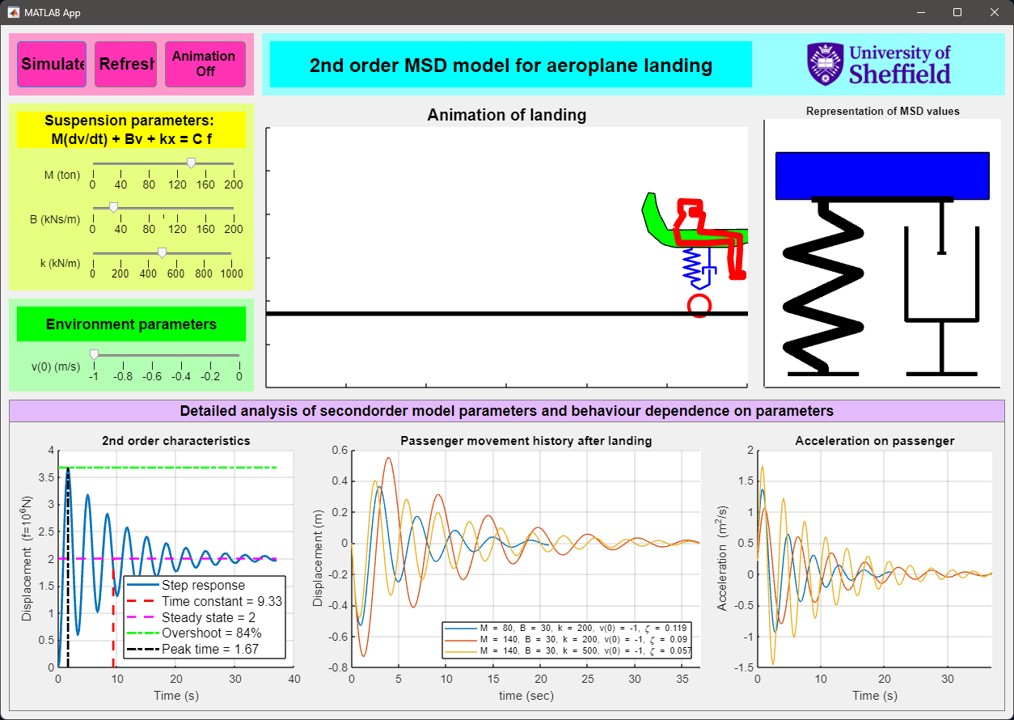 MATLAB App
Simulate
Refresh
Animation
Off
2nd order MSD model for aeroplane landing
University of
Sheffield
Suspension parameters:
M(dv/dt) + Bv + kx = C f
M (ton)
0 40 80 120 160 200
B (kNs/m)
0 40 80 120 160 200
k (kN/m)
0 200 400 600 800 1000
Environment parameters
v(0) (m/s)
-1 -0.8 -0.6 -0.4 -0.2 0
Animation of landing
Representation of MSD values
Detailed analysis of secondorder model parameters and behaviour dependence on parameters
2nd order characteristics
Displacement (f=10⁶N)
4
3.5
3
2.5
2
1.5
1
0.5
0
0 10 20 30 40
Time (s)
Step response
Time constant = 9.33
Steady state = 2
Overshoot = 84%
Peak time = 1.67
Passenger movement history after landing
Displacement (m)
0.6
0.4
0.2
0
-0.2
-0.4
-0.6
-0.8
0 5 10 15 20 25 30 35
time (sec)
M = 80, B = 30, k = 200, v(0) = -1, ζ = 0.119
M = 140, B = 30, k = 200, v(0) = -1, ζ = 0.09
M = 140, B = 30, k = 500, v(0) = -1, ζ = 0.057
Acceleration on passenger
Acceleration (m²/s)
2
1.5
1
0.5
0
-0.5
-1
-1.5
0 10 20 30
Time (s)